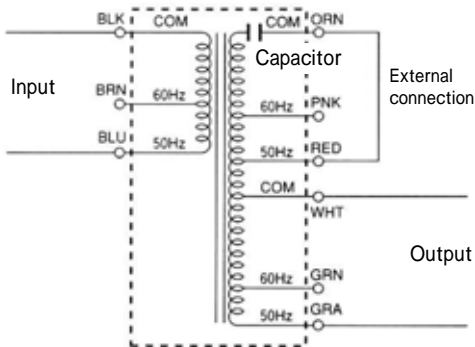 BLK
COM
COM
ORN
Capacitor
Input
BRN
60Hz
60Hz
PNK
External
connection
BLU
50Hz
50Hz
RED
COM
WHT
Output
60Hz
GRN
50Hz
GRA